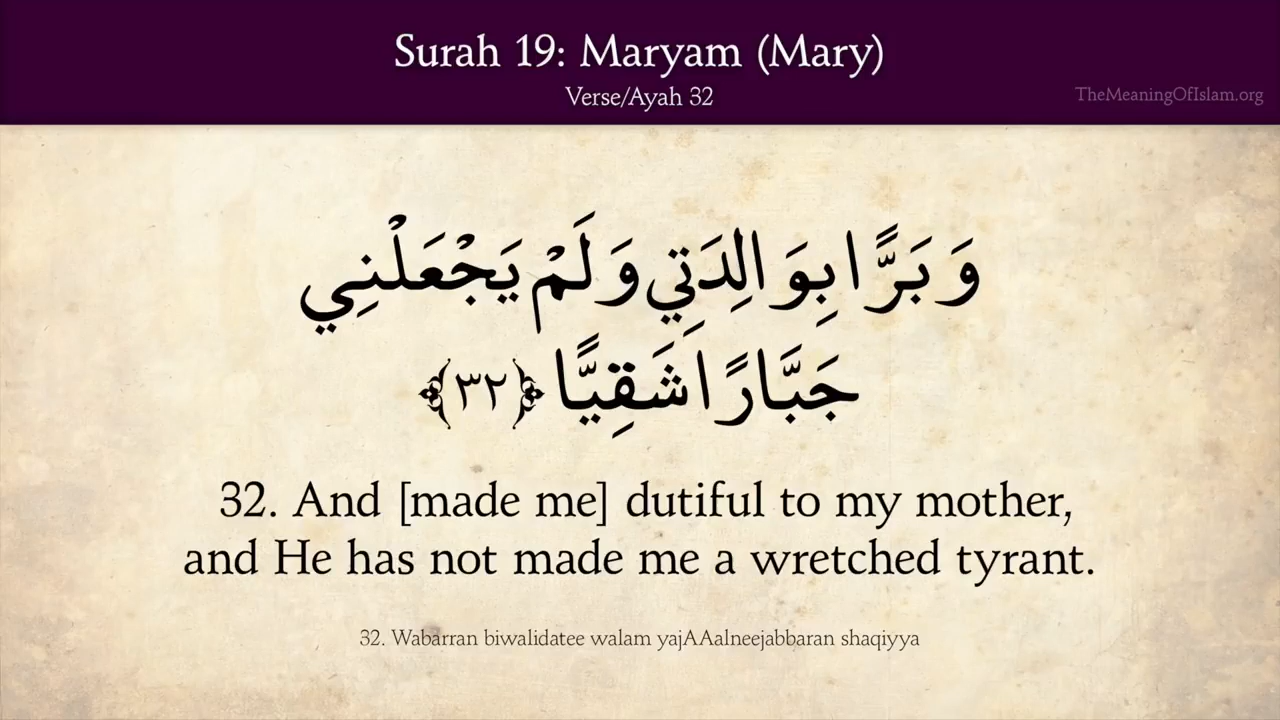 Surah 19: Maryam (Mary)
Verse/Ayah 32
TheMeaningOfIslam.org
وَبَرًّا بِوَالِدَتِي وَلَمْ يَجْعَلْنِي
جَبَّارًا شَقِيًّا ﴿٣٢﴾
32. And [made me] dutiful to my mother,
and He has not made me a wretched tyrant.
32. Wabarran biwalidatee walam yajAAalneejabbaran shaqiyya